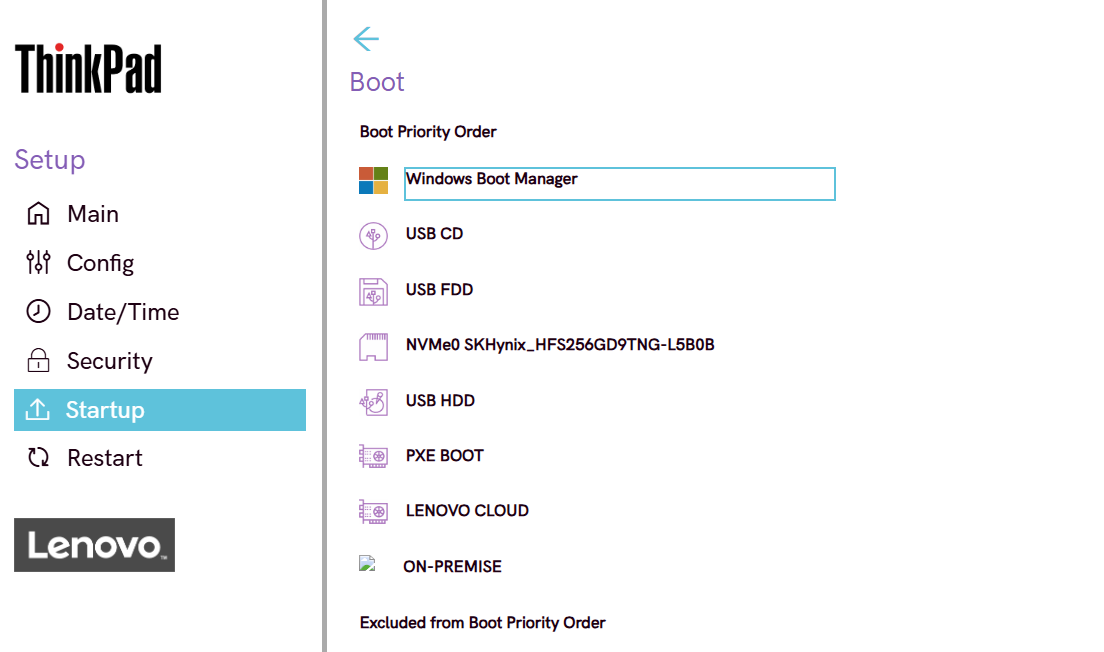 ThinkPad
Setup
Main
Config
Date/Time
Security
Startup
Restart
Lenovo™
Boot
Boot Priority Order
Windows Boot Manager
USB CD
USB FDD
NVMe0 SKHynix_HFS256GD9TNG-L5B0B
USB HDD
PXE BOOT
LENOVO CLOUD
ON-PREMISE
Excluded from Boot Priority Order